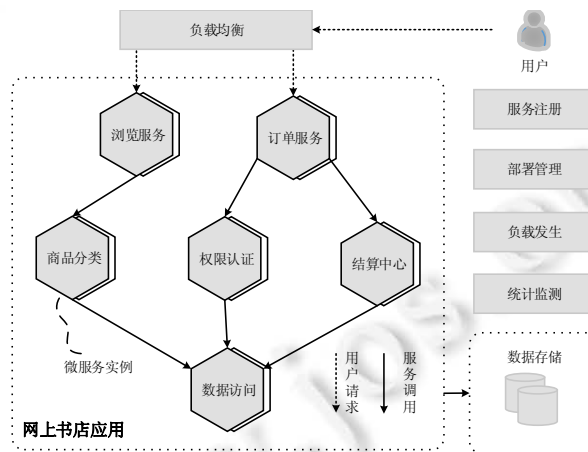 负载均衡
用户
浏览服务
订单服务
服务注册
部署管理
商品分类
权限认证
结算中心
负载发生
统计监测
微服务实例
数据访问
用户请求
服务调用
数据存储
网上书店应用